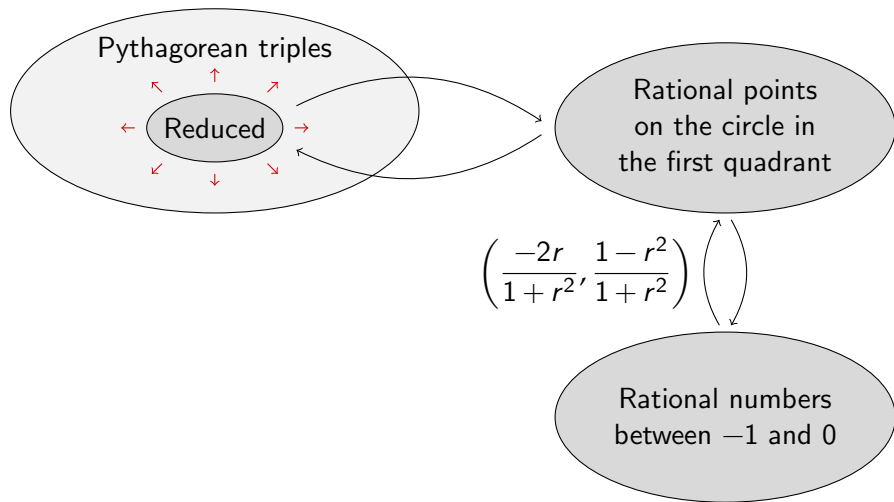 Pythagorean triples
Reduced
Rational points
on the circle in
the first quadrant
(−2r/(1 + r²), (1 − r²)/(1 + r²))
Rational numbers
between −1 and 0